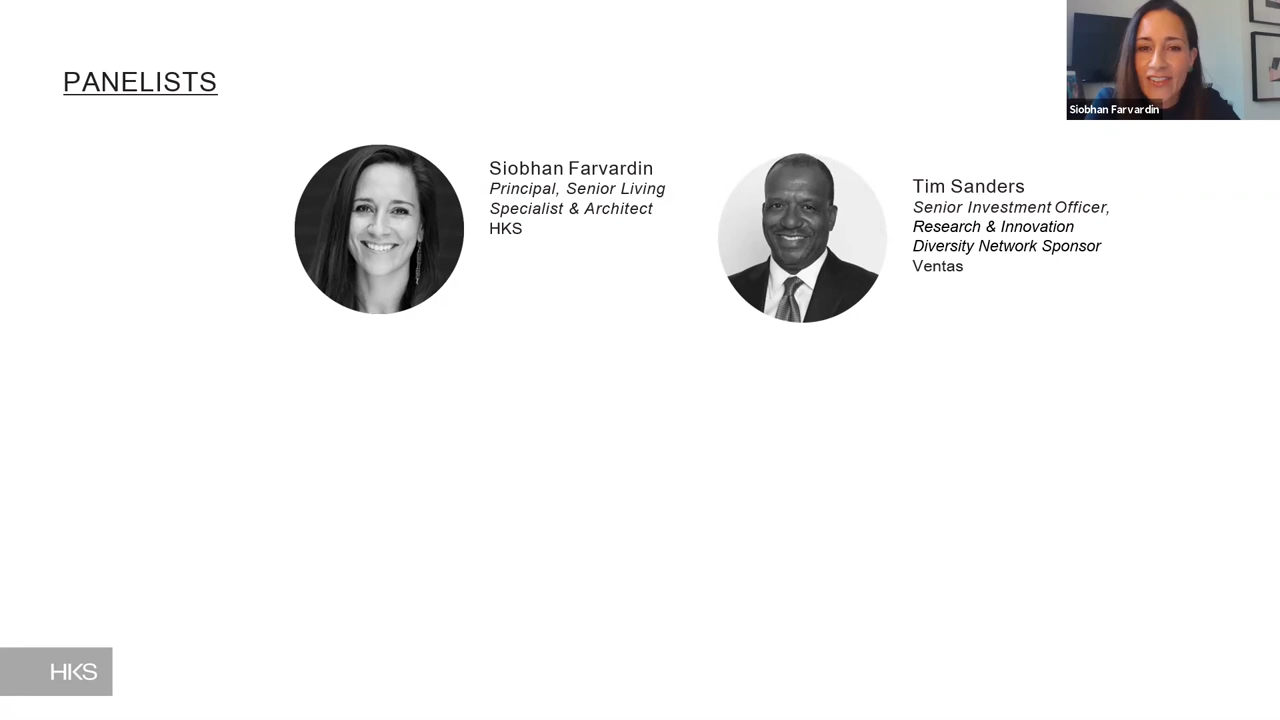 PANELISTS
Siobhan Farvardin
Siobhan Farvardin
Principal, Senior Living
Specialist & Architect
HKS
Tim Sanders
Senior Investment Officer,
Research & Innovation
Diversity Network Sponsor
Ventas
HKS